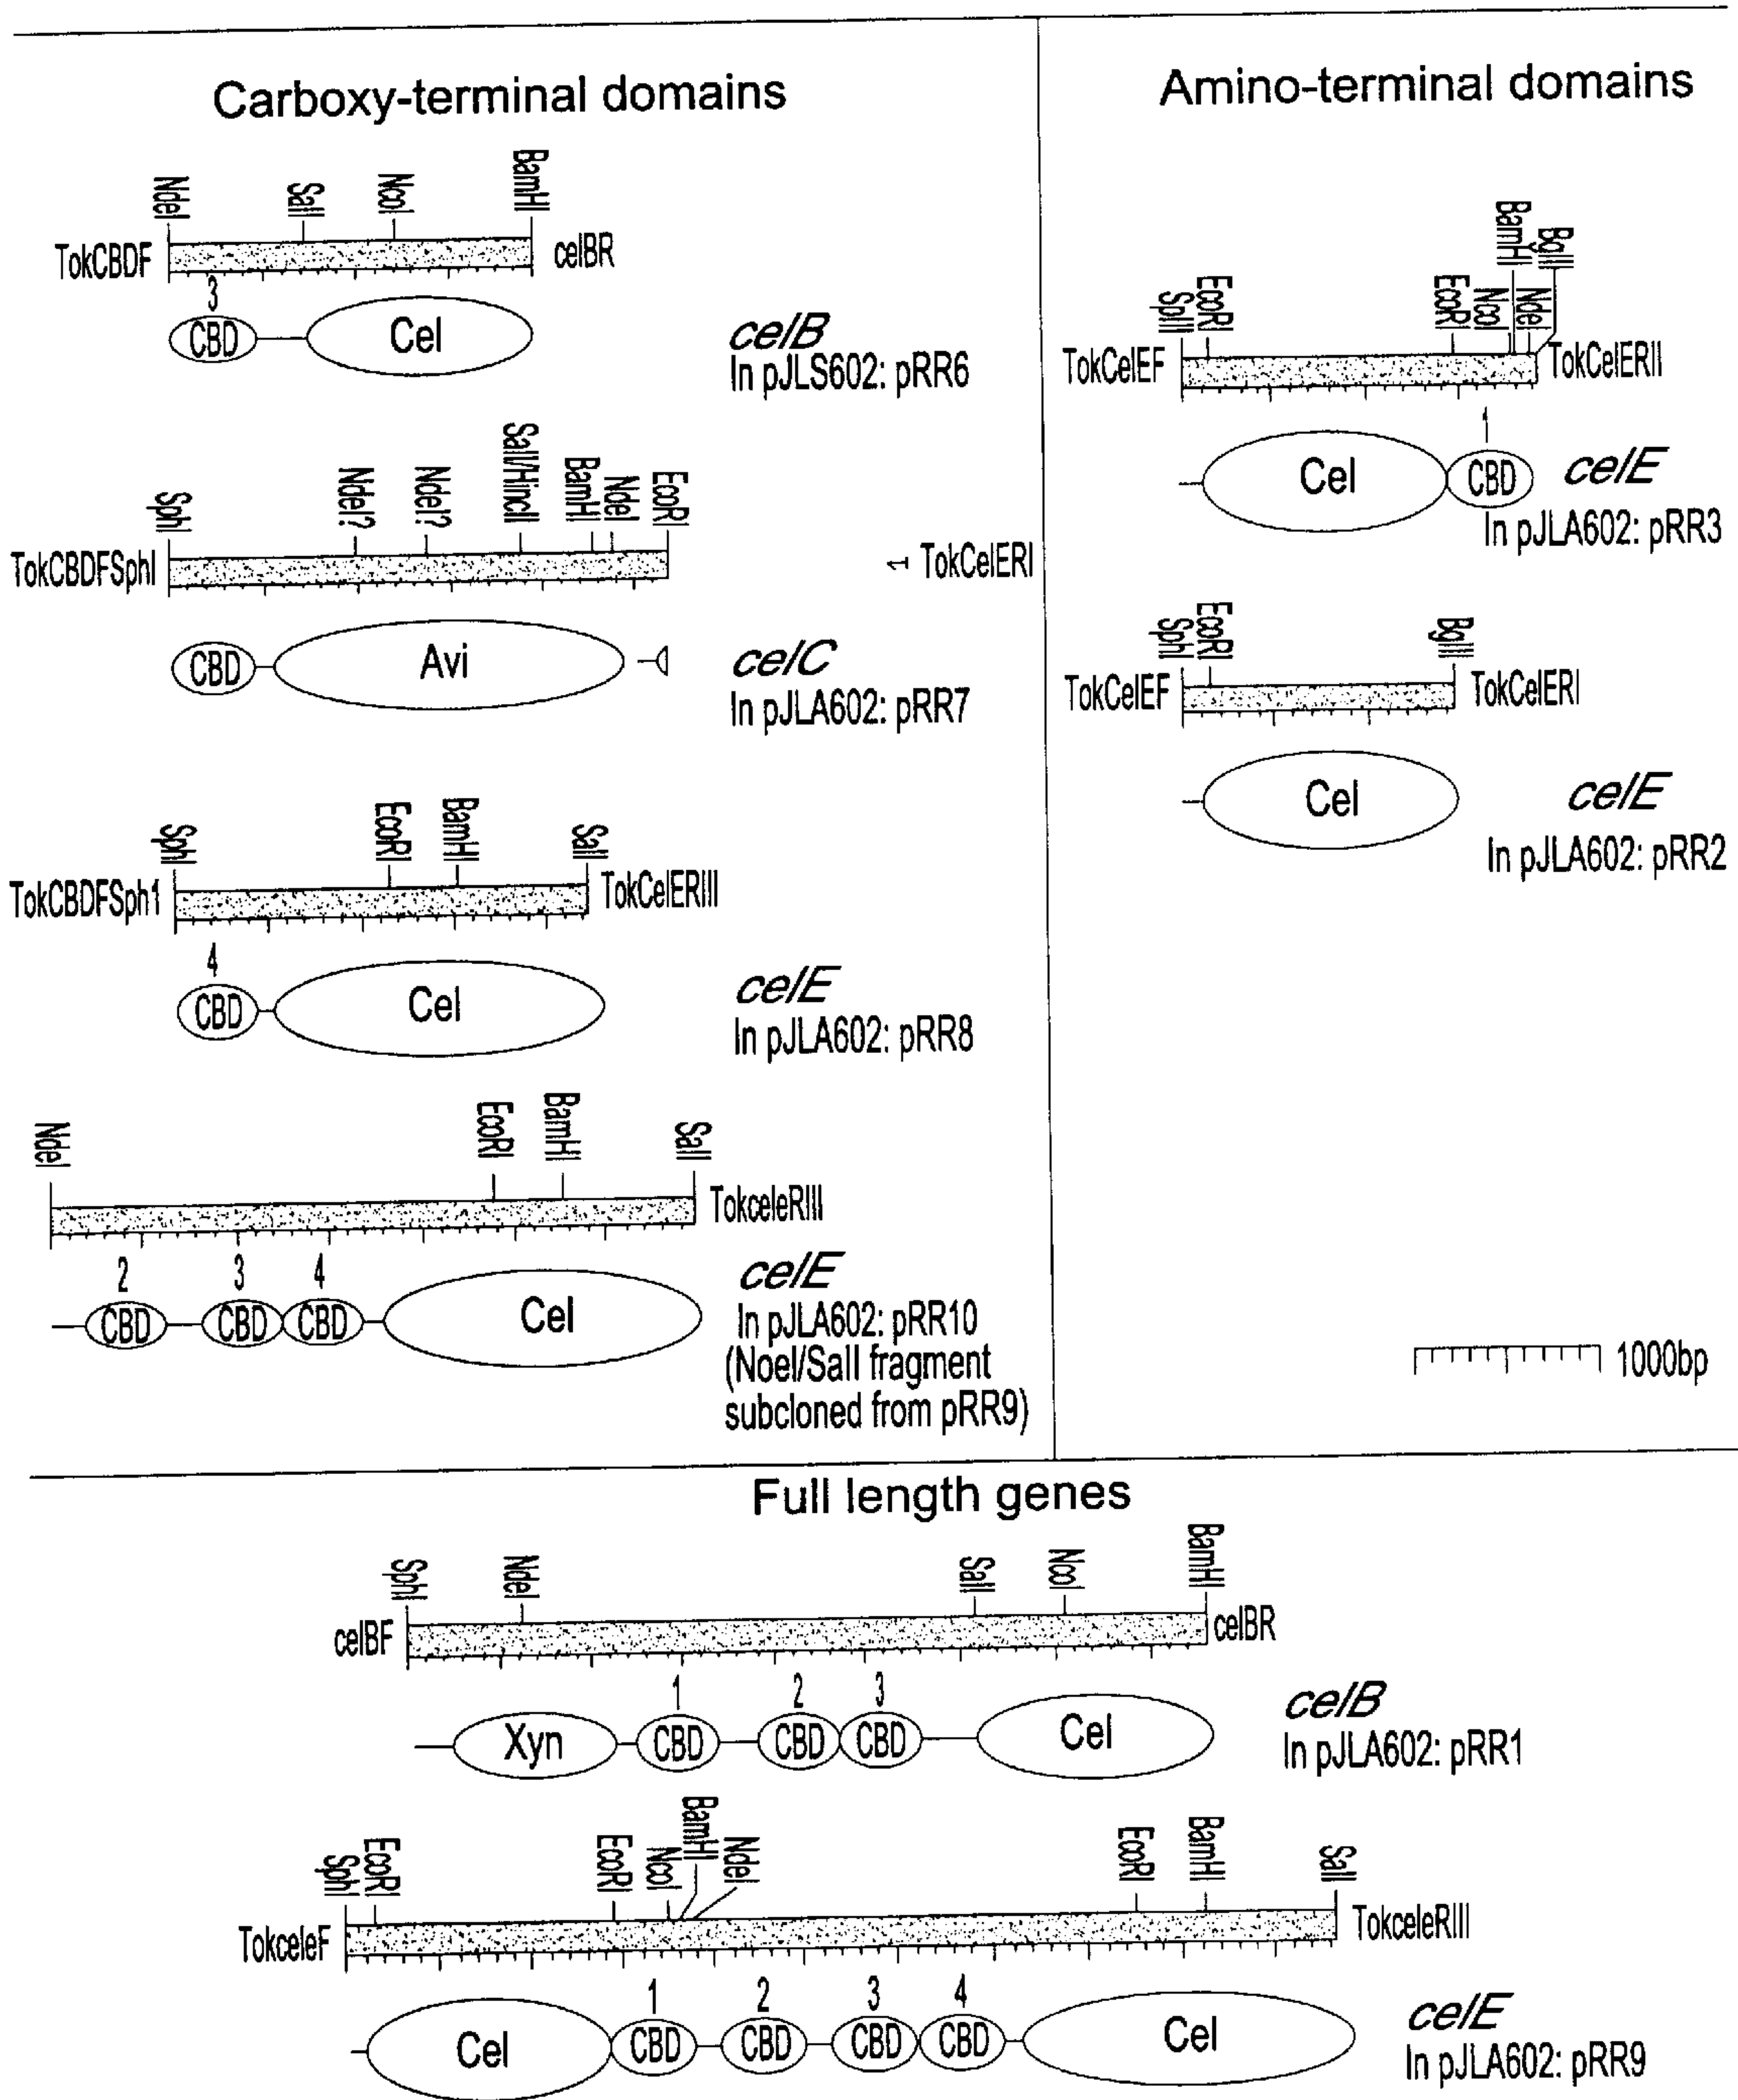 Carboxy-terminal domains
NdeI SalI NcoI BamHI
TokCBDF celBR
3
CBD Cel
celB
In pJLS602: pRR6
SphI NdeI? NdeI? SalI/HincII BamHI NdeI EcoRI
TokCBDFSphI
1 TokCelERI
CBD Avi
celC
In pJLA602: pRR7
SphI EcoRI BamHI SalI
TokCBDFSph1 TokCelERIII
4
CBD Cel
celE
In pJLA602: pRR8
NdeI EcoRI BamHI SalI
TokceleRIII
2 3 4
CBD CBD CBD Cel
celE
In pJLA602: pRR10
(NoeI/SalI fragment
subcloned from pRR9)
Amino-terminal domains
SphI EcoRI EcoRI NcoI BamHI NdeI BglII
TokCelEF TokCelERII
1
Cel CBD
celE
In pJLA602: pRR3
SphI EcoRI BglII
TokCelEF TokCelERI
Cel
celE
In pJLA602: pRR2
1000bp
Full length genes
SphI NdeI SalI NcoI BamHI
celBF celBR
1 2 3
Xyn CBD CBD CBD Cel
celB
In pJLA602: pRR1
SphI EcoRI EcoRI NcoI BamHI NdeI EcoRI BamHI SalI
TokceleF TokceleRIII
1 2 3 4
Cel CBD CBD CBD CBD Cel
celE
In pJLA602: pRR9